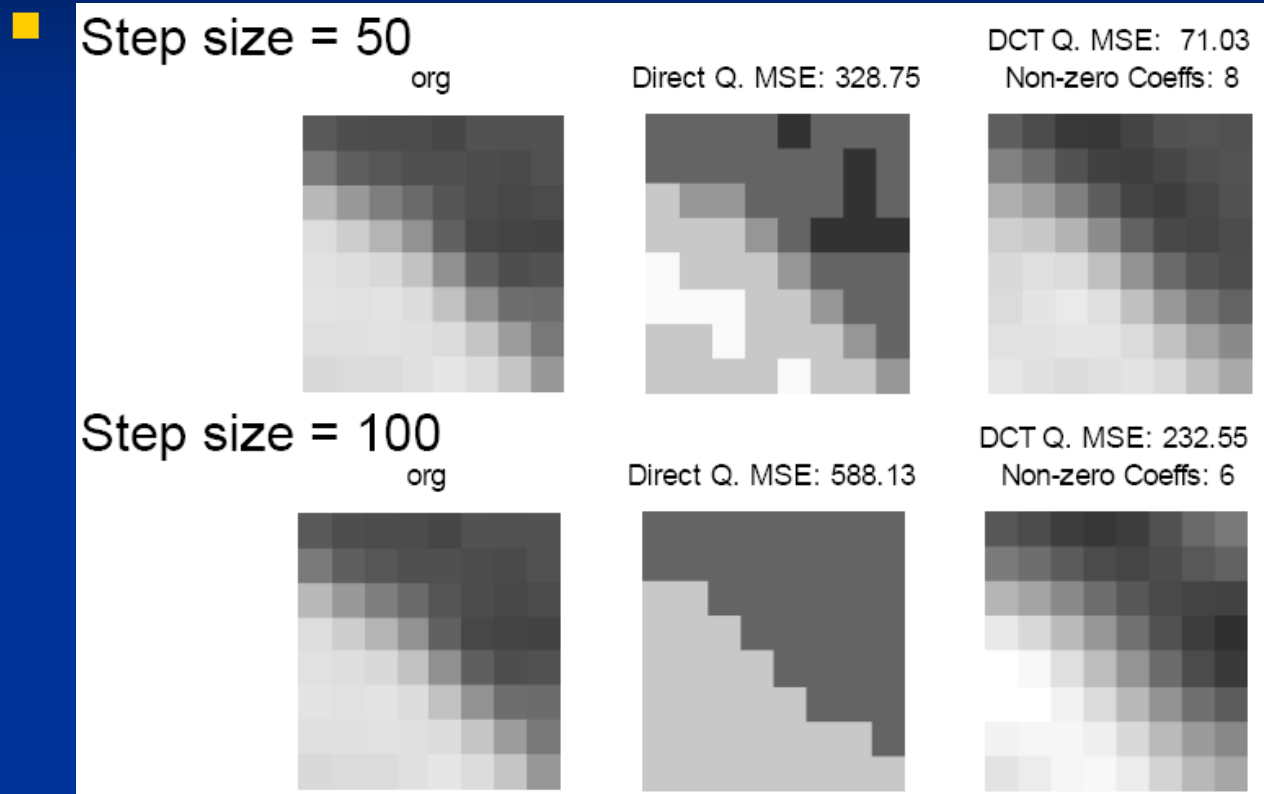 Step size = 50
org
Direct Q. MSE: 328.75
DCT Q. MSE: 71.03
Non-zero Coeffs: 8
Step size = 100
org
Direct Q. MSE: 588.13
DCT Q. MSE: 232.55
Non-zero Coeffs: 6